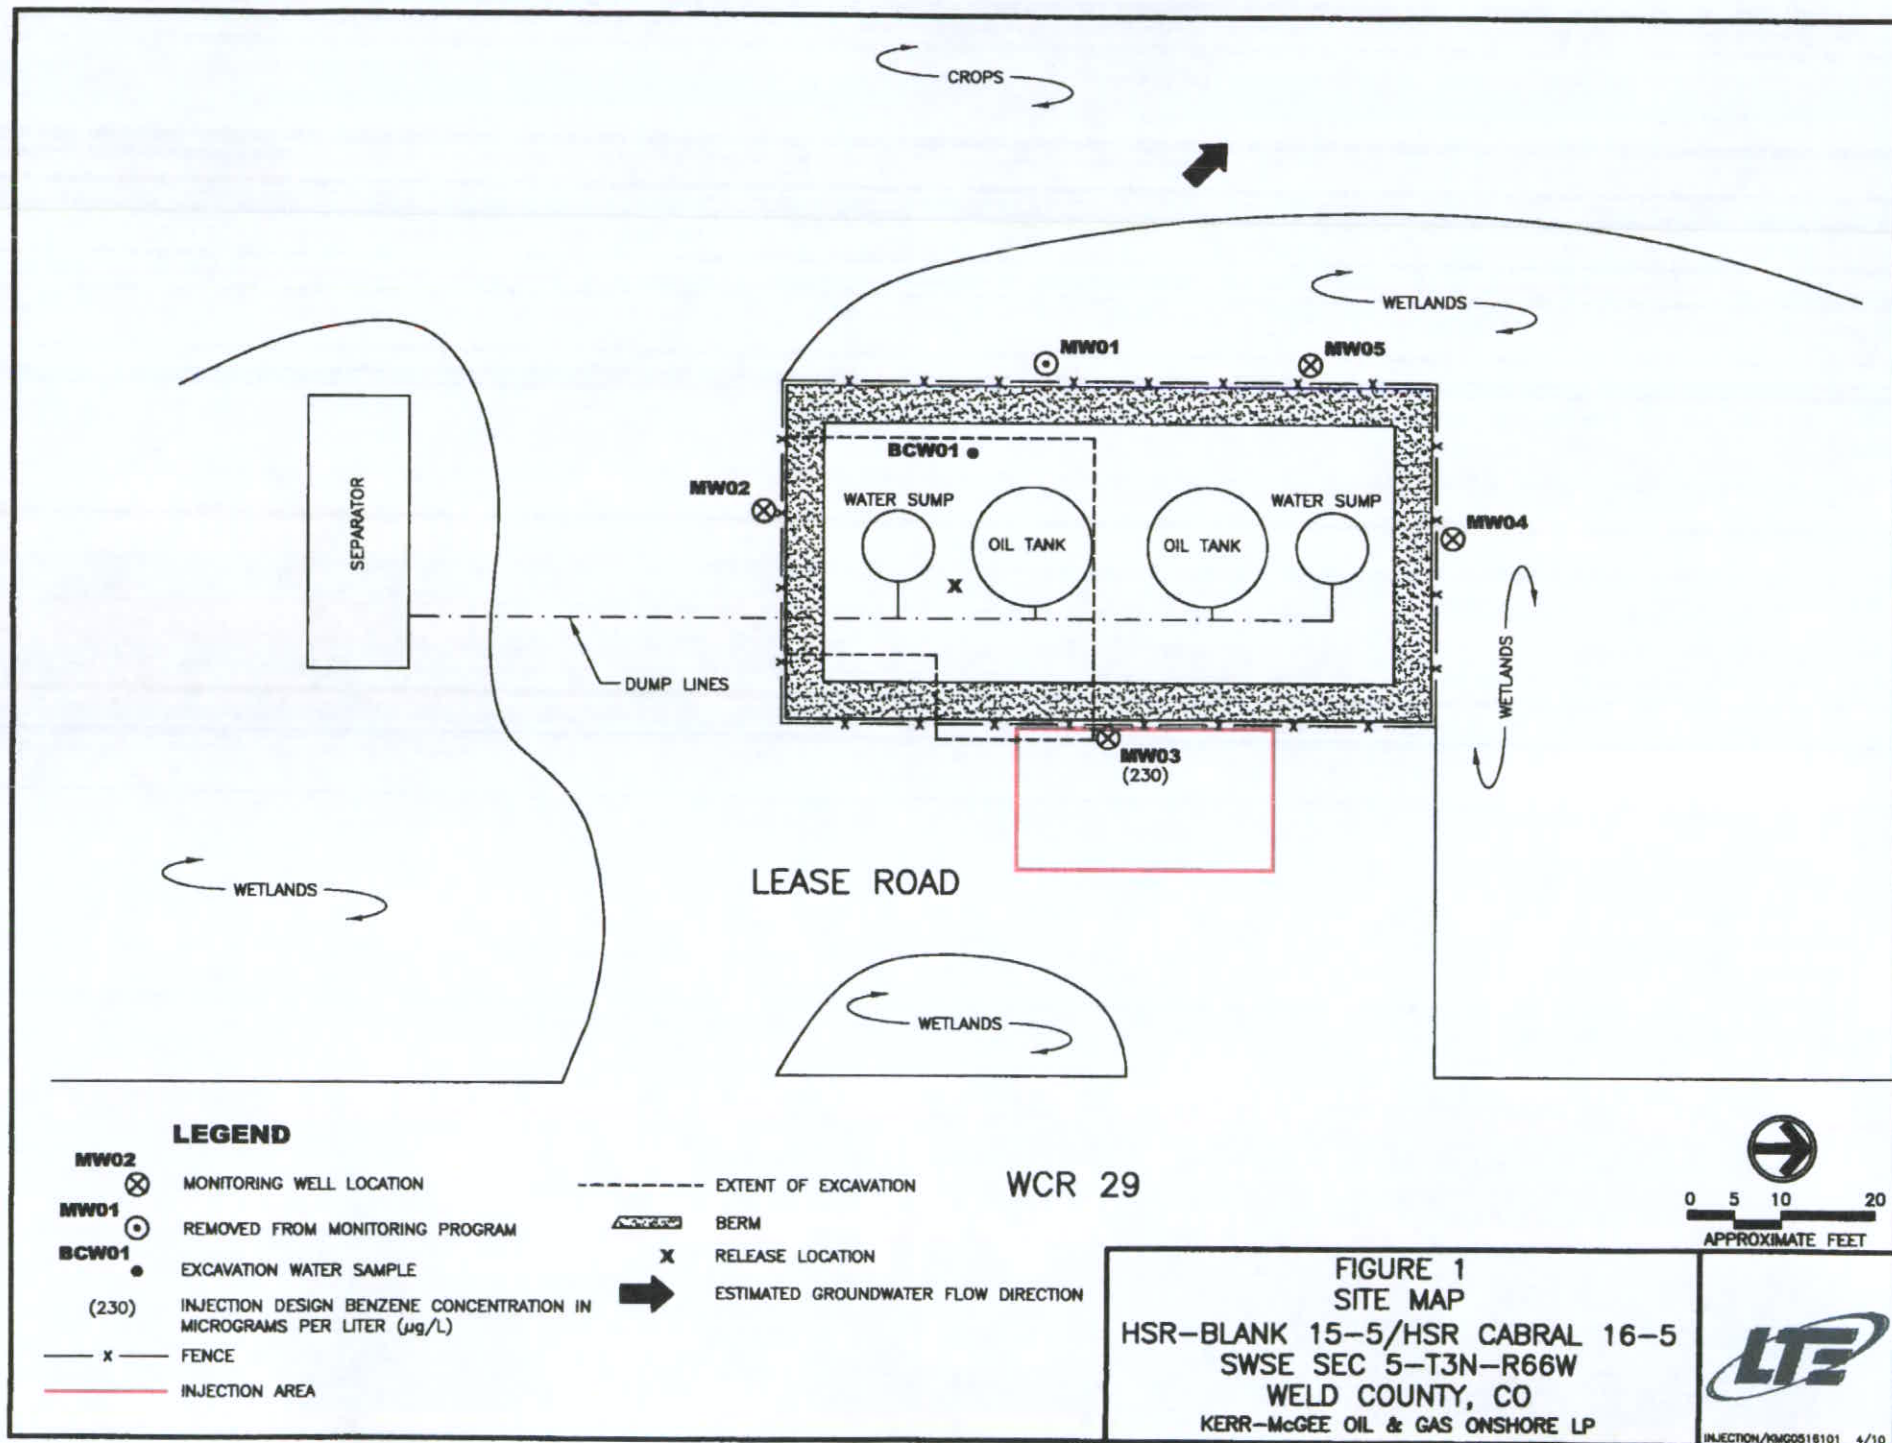 CROPS
WETLANDS
MW01
MW05
BCW01
MW02
WATER SUMP
WATER SUMP
SEPARATOR
OIL TANK
OIL TANK
MW04
DUMP LINES
WETLANDS
MW03
(230)
LEASE ROAD
WETLANDS
WETLANDS
LEGEND
MW02
MONITORING WELL LOCATION
MW01
REMOVED FROM MONITORING PROGRAM
BCW01
EXCAVATION WATER SAMPLE
(230)
INJECTION DESIGN BENZENE CONCENTRATION IN
MICROGRAMS PER LITER (µg/L)
x
FENCE
INJECTION AREA
EXTENT OF EXCAVATION
BERM
X
RELEASE LOCATION
ESTIMATED GROUNDWATER FLOW DIRECTION
WCR 29
0 5 10 20
APPROXIMATE FEET
FIGURE 1
SITE MAP
HSR-BLANK 15-5/HSR CABRAL 16-5
SWSE SEC 5-T3N-R66W
WELD COUNTY, CO
KERR-McGEE OIL & GAS ONSHORE LP
LTE
INJECTION/KMG0516101 4/10